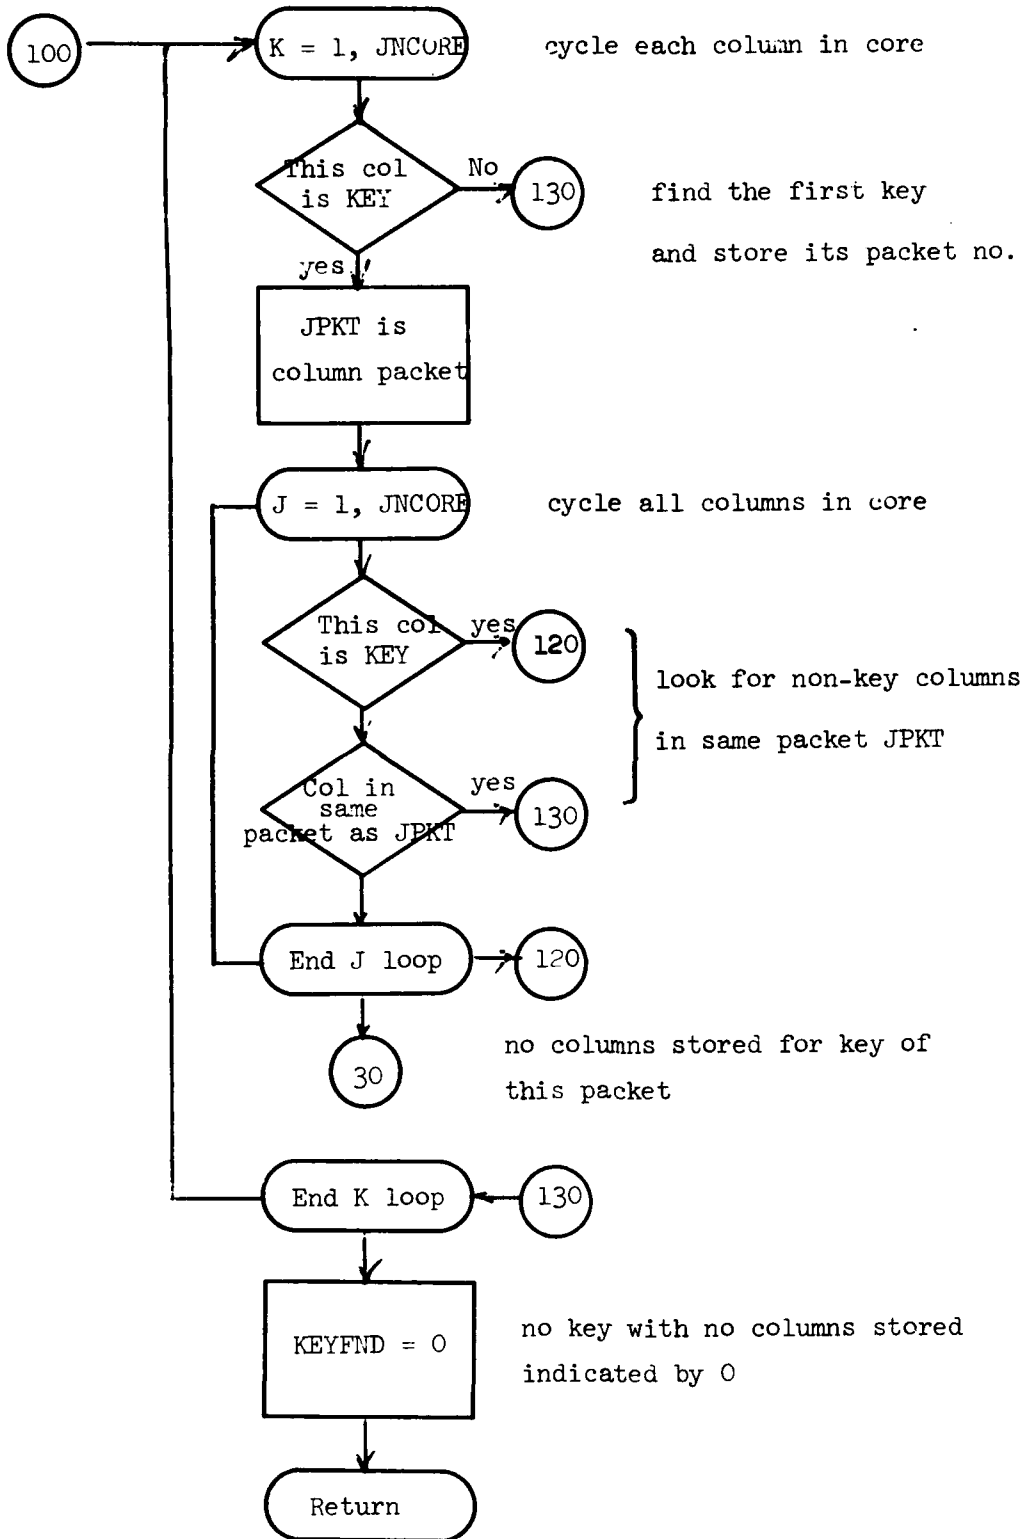 100
K = 1, JNCORE
cycle each column in core
This col
is KEY
No
130
find the first key
and store its packet no.
yes
JPKT is
column packet
J = 1, JNCORE
cycle all columns in core
This col
is KEY
yes
120
look for non-key columns
in same packet JPKT
Col in
same
packet as JPKT
yes
130
End J loop
120
30
no columns stored for key of
this packet
End K loop
130
KEYFND = 0
no key with no columns stored
indicated by 0
Return